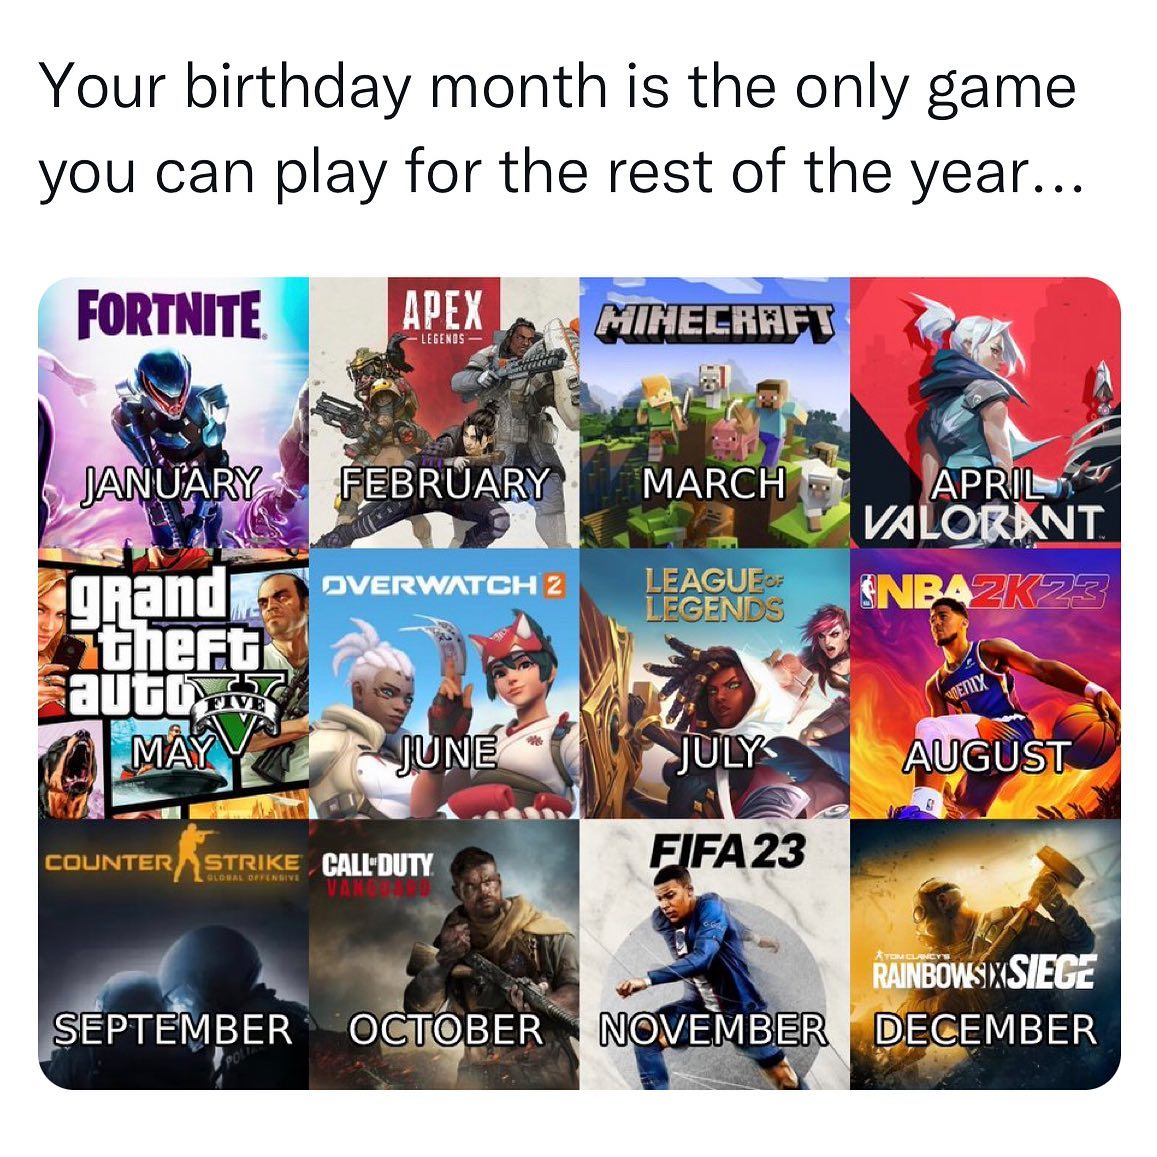 Your birthday month is the only game
you can play for the rest of the year...
FORTNITE
JANUARY
APEX
LEGENDS
FEBRUARY
MINECRAFT
MARCH
APRIL
VALORANT
grand
theft
auto
FIVE
V
MAY
OVERWATCH 2
JUNE
LEAGUE OF
LEGENDS
JULY
NBA 2K23
AUGUST
COUNTER STRIKE
GLOBAL OFFENSIVE
SEPTEMBER
CALL OF DUTY
VANGUARD
OCTOBER
FIFA 23
NOVEMBER
TOM CLANCY'S
RAINBOW SIX SIEGE
DECEMBER